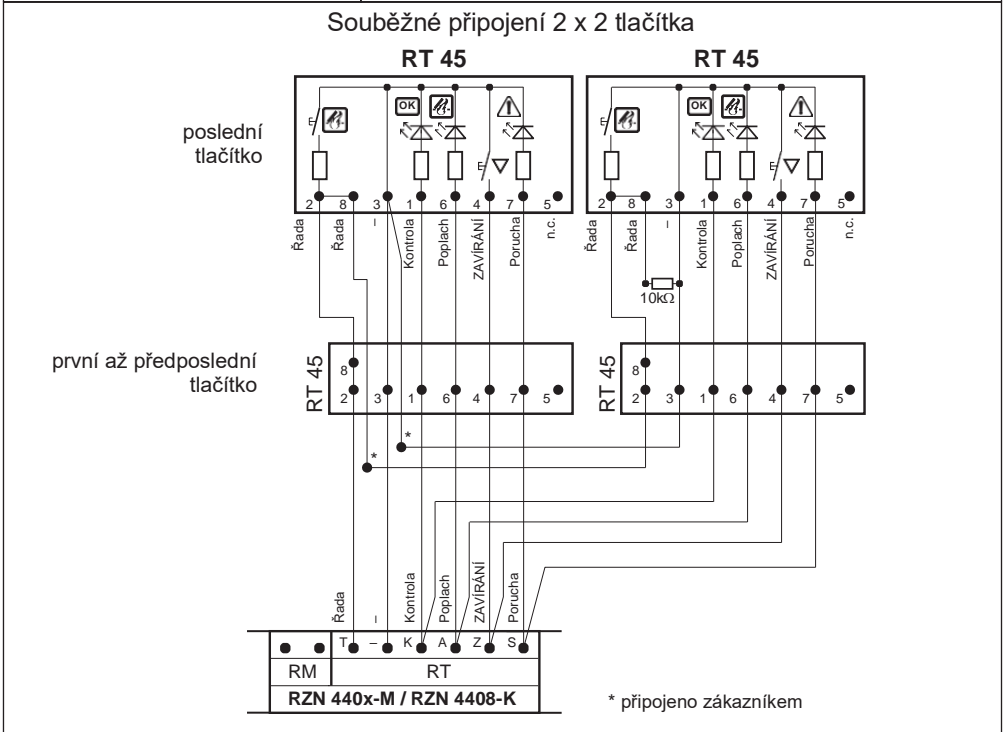 Souběžné připojení 2 x 2 tlačítka
RT 45
RT 45
poslední
tlačítko
OK
OK
2 8 3 1 6 4 7 5
2 8 3 1 6 4 7 5
Řada
Řada
–
Kontrola
Poplach
ZAVÍRÁNÍ
Porucha
n.c.
Řada
Řada
–
Kontrola
Poplach
ZAVÍRÁNÍ
Porucha
n.c.
10kΩ
první až předposlední
tlačítko
RT 45
8
2 3 1 6 4 7 5
RT 45
8
2 3 1 6 4 7 5
*
*
Řada
–
Kontrola
Poplach
ZAVÍRÁNÍ
Porucha
T – K A Z S
RM RT
RZN 440x-M / RZN 4408-K
* připojeno zákazníkem